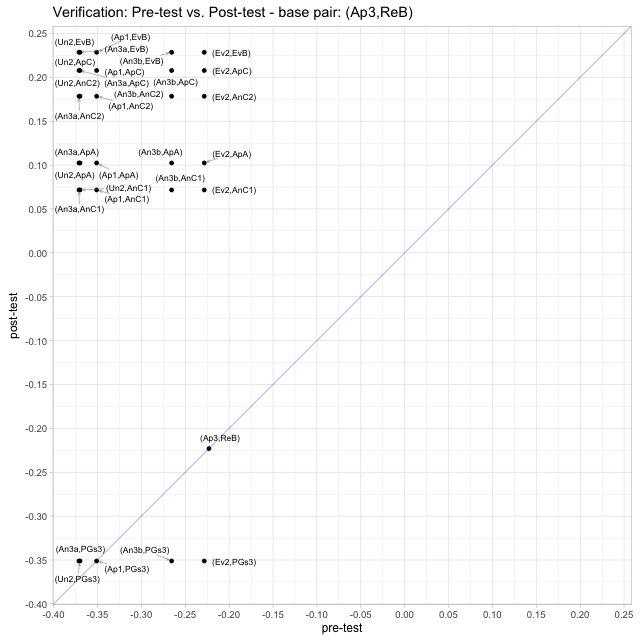 Verification: Pre-test vs. Post-test - base pair: (Ap3,ReB)
0.25
0.20
0.15
0.10
0.05
0.00
-0.05
-0.10
-0.15
-0.20
-0.25
-0.30
-0.35
-0.40
post-test
(Un2,EvB)
(Ap1,EvB)
(An3a,EvB)
(An3b,EvB)
(Ev2,EvB)
(Un2,ApC)
(Ap1,ApC)
(An3a,ApC)
(An3b,ApC)
(Ev2,ApC)
(Un2,AnC2)
(An3b,AnC2)
(Ap1,AnC2)
(Ev2,AnC2)
(An3a,AnC2)
(An3a,ApA)
(An3b,ApA)
(Ev2,ApA)
(Un2,ApA)
(Ap1,ApA)
(An3b,AnC1)
(Un2,AnC1)
(Ap1,AnC1)
(Ev2,AnC1)
(An3a,AnC1)
(Ap3,ReB)
(An3a,PGs3)
(An3b,PGs3)
(Ev2,PGs3)
(Ap1,PGs3)
(Un2,PGs3)
-0.40 -0.35 -0.30 -0.25 -0.20 -0.15 -0.10 -0.05 0.00 0.05 0.10 0.15 0.20 0.25
pre-test